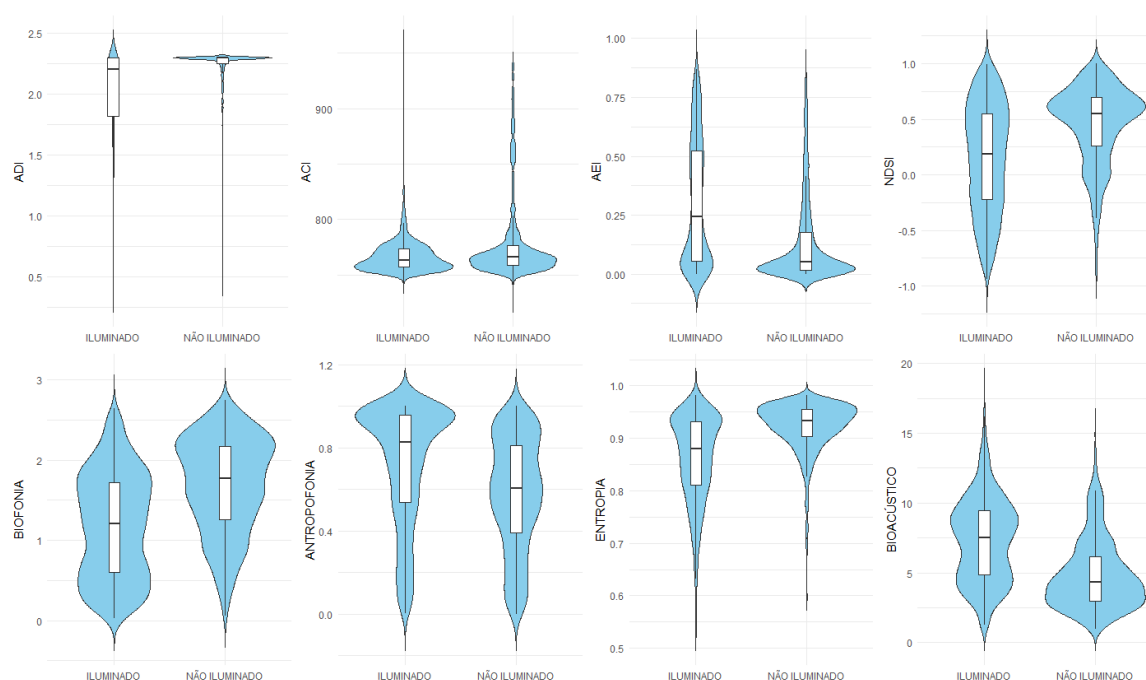 ADI
2.5
2.0
1.5
1.0
0.5
ILUMINADO
NÃO ILUMINADO
ACI
900
800
ILUMINADO
NÃO ILUMINADO
AEI
1.00
0.75
0.50
0.25
0.00
ILUMINADO
NÃO ILUMINADO
NDSI
1.0
0.5
0.0
-0.5
-1.0
ILUMINADO
NÃO ILUMINADO
BIOFONIA
3
2
1
0
ILUMINADO
NÃO ILUMINADO
ANTROPOFONIA
1.2
0.8
0.4
0.0
ILUMINADO
NÃO ILUMINADO
ENTROPIA
1.0
0.9
0.8
0.7
0.6
0.5
ILUMINADO
NÃO ILUMINADO
BIOACÚSTICO
20
15
10
5
0
ILUMINADO
NÃO ILUMINADO